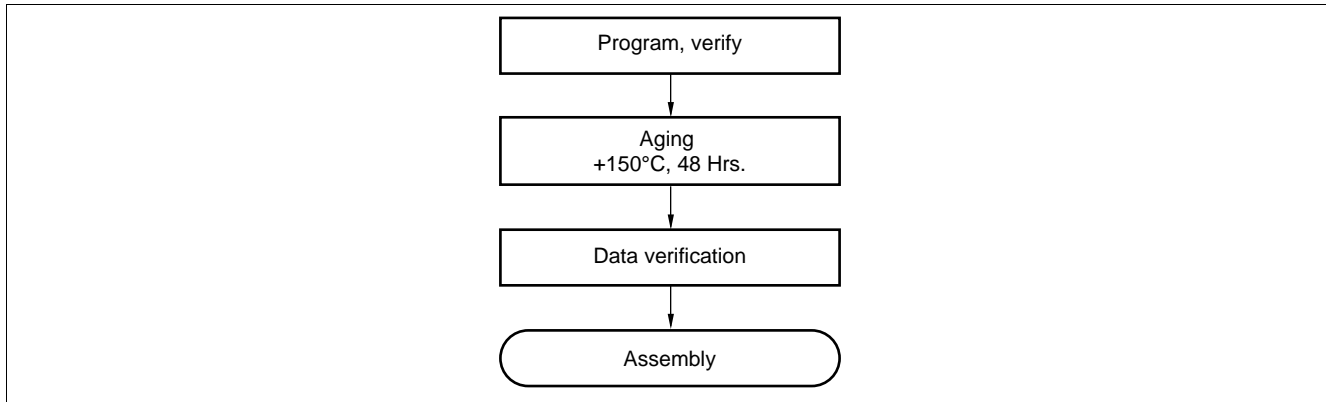 Program, verify
Aging
+150°C, 48 Hrs.
Data verification
Assembly